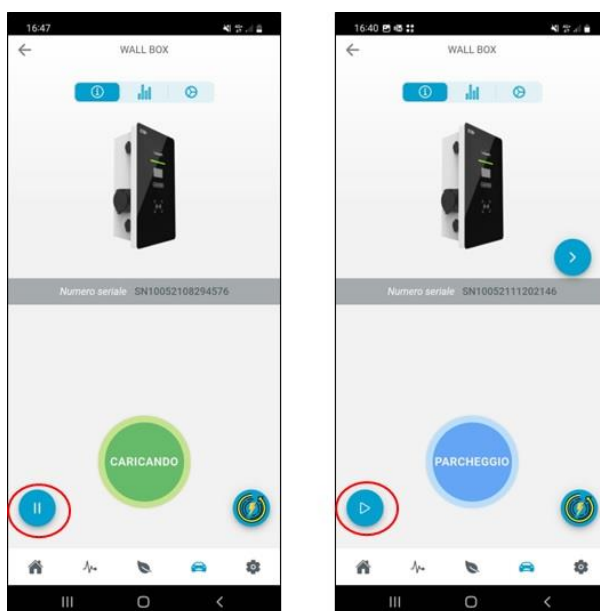 16:47
WALL BOX
Numero seriale SN10052108294576
CARICANDO
16:40
WALL BOX
Numero seriale SN10052111202146
PARCHEGGIO